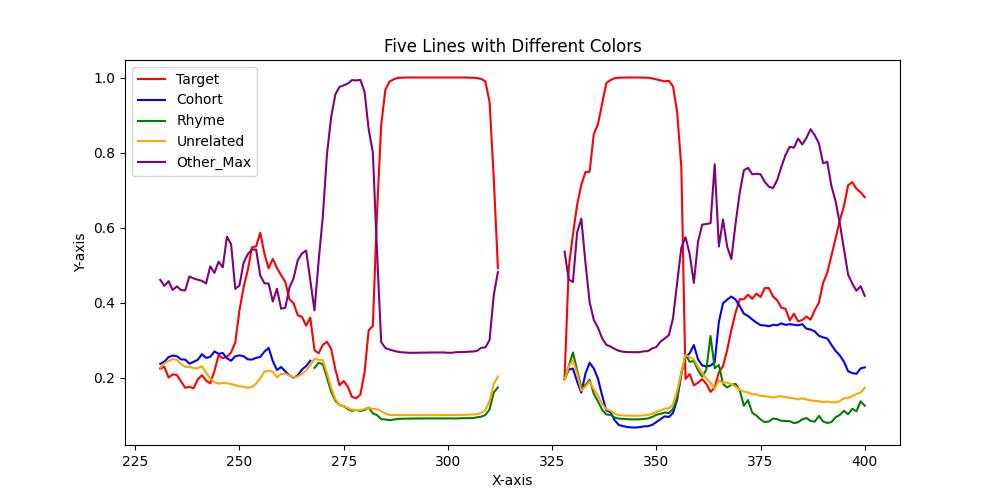 Five Lines with Different Colors
Target
Cohort
Rhyme
Unrelated
Other_Max
Y-axis
1.0
0.8
0.6
0.4
0.2
225
250
275
300
325
350
375
400
X-axis